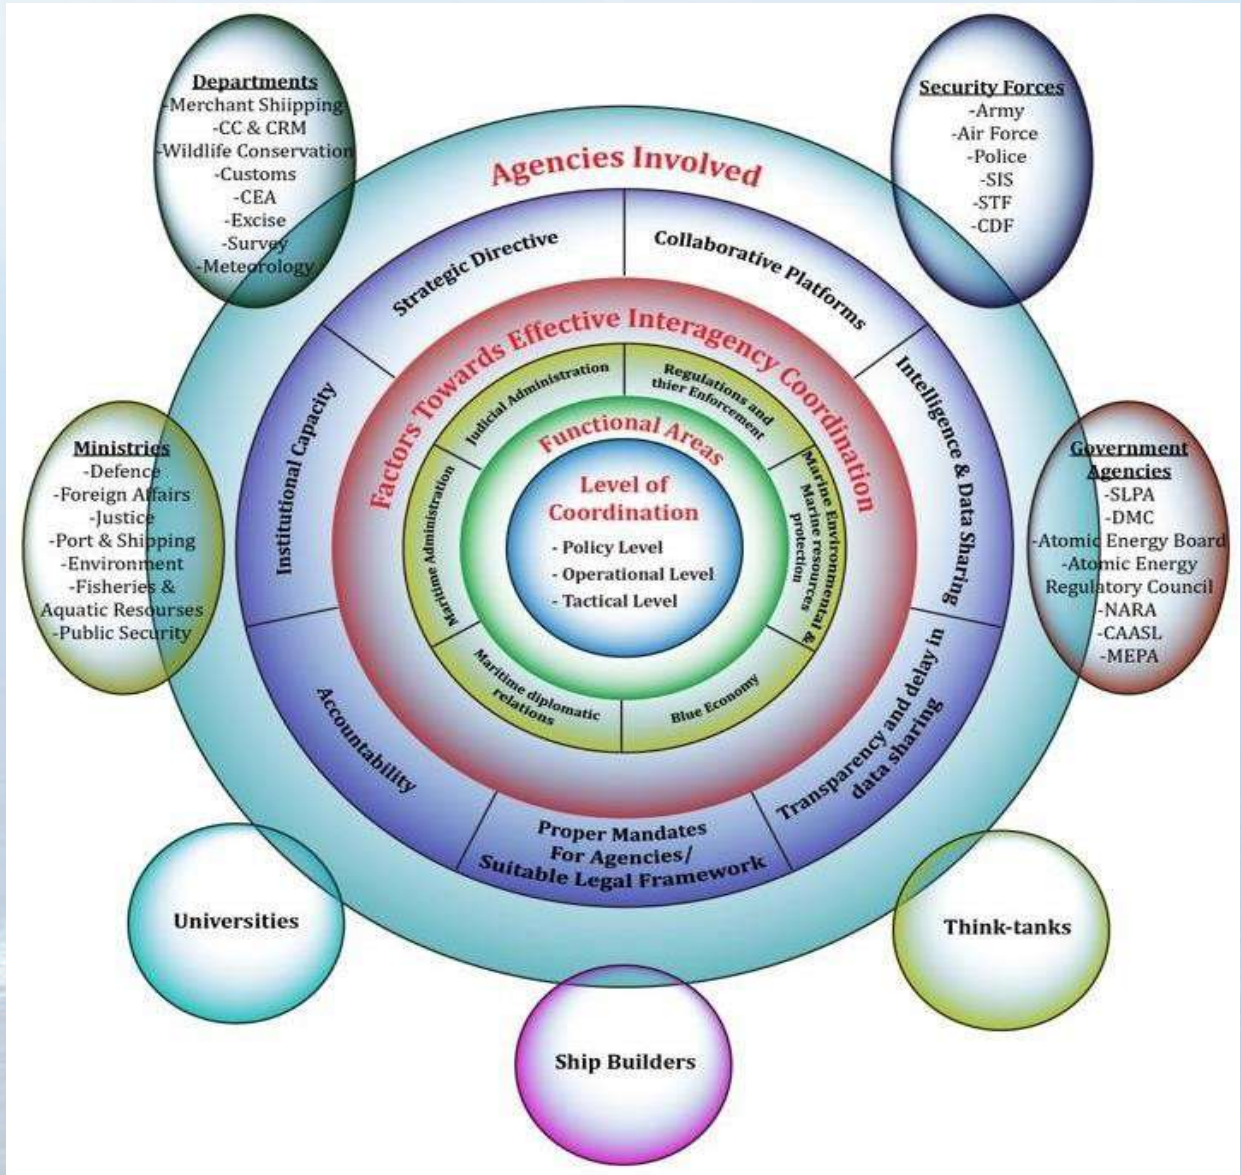 Departments
-Merchant Shiipping
-CC & CRM
-Wildlife Conservation
-Customs
-CEA
-Excise
-Survey
-Meteorology
Security Forces
-Army
-Air Force
-Police
-SIS
-STF
-CDF
Agencies Involved
Strategic Directive
Collaborative Platforms
Factors Towards Effective Interagency Coordination
Judicial Administration
Regulations and
thier Enforcement
Institutional Capacity
Intelligence & Data Sharing
Functional Areas
Maritime Administration
Marine Environmental &
Marine resources
protection
Level of
Coordination
- Policy Level
- Operational Level
- Tactical Level
Ministries
-Defence
-Foreign Affairs
-Justice
-Port & Shipping
-Environment
-Fisheries &
Aquatic Resourses
-Public Security
Government
Agencies
-SLPA
-DMC
-Atomic Energy Board
-Atomic Energy
Regulatory Council
-NARA
-CAASL
-MEPA
Maritime diplomatic
relations
Blue Economy
Accountability
Transparency and delay in
data sharing
Proper Mandates
For Agencies/
Suitable Legal Framework
Universities
Think-tanks
Ship Builders